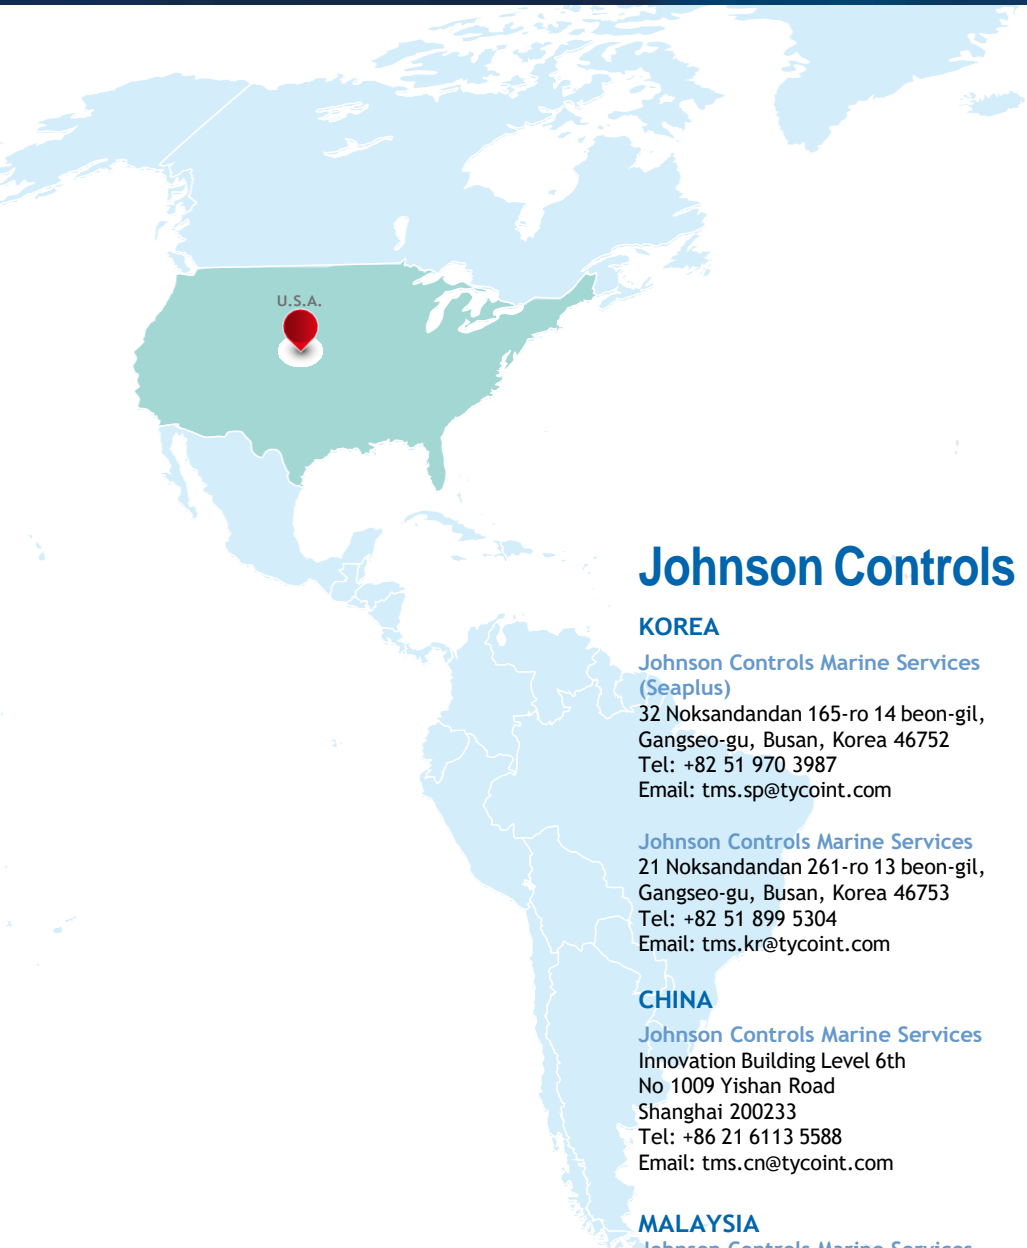 U.S.A.
Johnson Controls
KOREA
Johnson Controls Marine Services
(Seaplus)
32 Noksandandan 165-ro 14 beon-gil,
Gangseo-gu, Busan, Korea 46752
Tel: +82 51 970 3987
Email: tms.sp@tycoint.com
Johnson Controls Marine Services
21 Noksandandan 261-ro 13 beon-gil,
Gangseo-gu, Busan, Korea 46753
Tel: +82 51 899 5304
Email: tms.kr@tycoint.com
CHINA
Johnson Controls Marine Services
Innovation Building Level 6th
No 1009 Yishan Road
Shanghai 200233
Tel: +86 21 6113 5588
Email: tms.cn@tycoint.com
MALAYSIA
Johnson Controls Marine Services